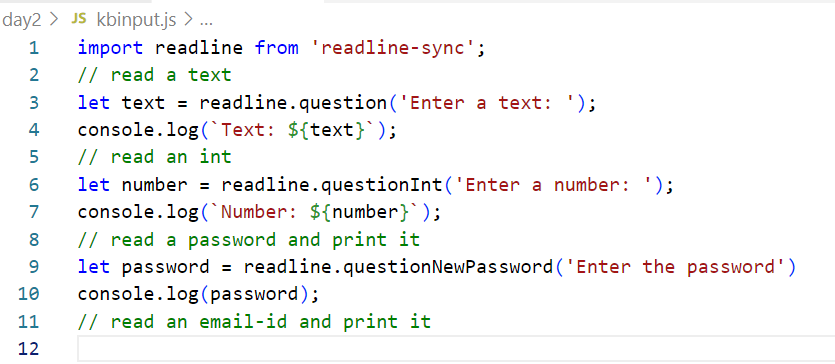 day2 > JS kbinput.js > ...
1 import readline from 'readline-sync';
2 // read a text
3 let text = readline.question('Enter a text: ');
4 console.log(`Text: ${text}`);
5 // read an int
6 let number = readline.questionInt('Enter a number: ');
7 console.log(`Number: ${number}`);
8 // read a password and print it
9 let password = readline.questionNewPassword('Enter the password')
10 console.log(password);
11 // read an email-id and print it
12